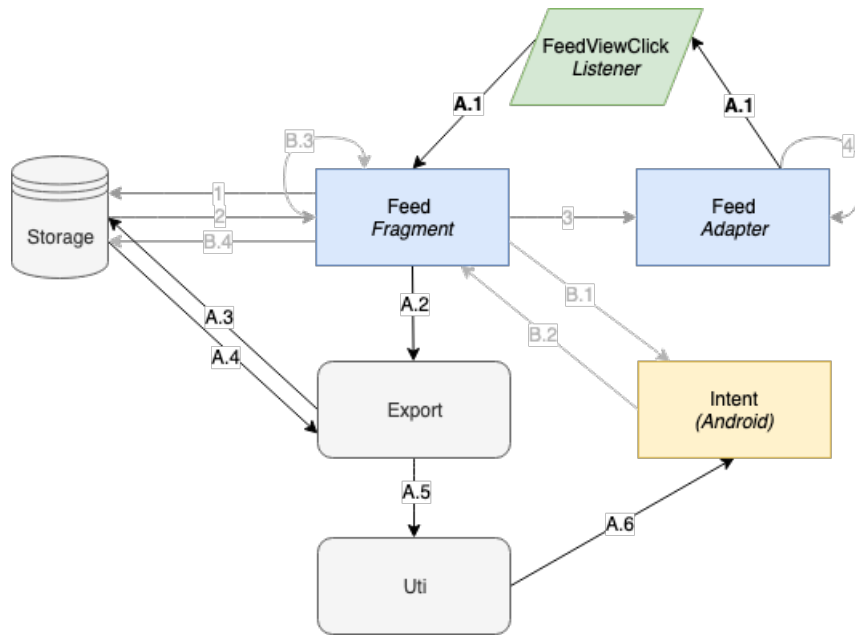 FeedViewClick
Listener
A.1
A.1
B.3
4
1
Feed
Fragment
Feed
Adapter
Storage
2
3
B.4
B.1
A.2
A.3
B.2
A.4
Export
Intent
(Android)
A.5
A.6
Uti